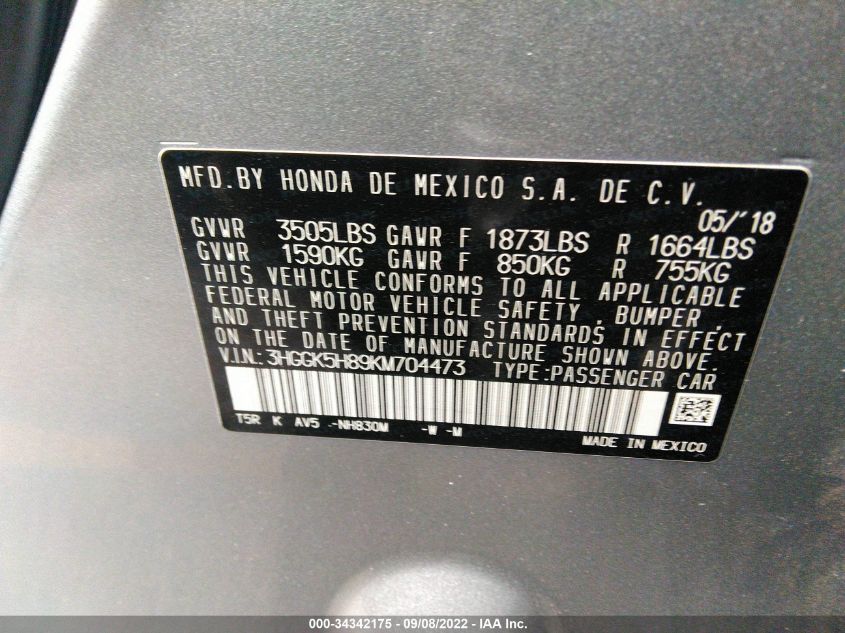 MFD.BY HONDA DE MEXICO S.A. DE C.V.
05/'18
GVWR 3505LBS GAWR F 1873LBS R 1664LBS
GVWR 1590KG GAWR F 850KG R 755KG
THIS VEHICLE CONFORMS TO ALL APPLICABLE
FEDERAL MOTOR VEHICLE SAFETY, BUMPER,
AND THEFT PREVENTION STANDARDS IN EFFECT
ON THE DATE OF MANUFACTURE SHOWN ABOVE.
V.I.N.:3HGGK5H89KM704473 TYPE:PASSENGER CAR
T5R K AV5 -NH830M -W -M
MADE IN MEXICO
000-34342175 - 09/08/2022 - IAA Inc.